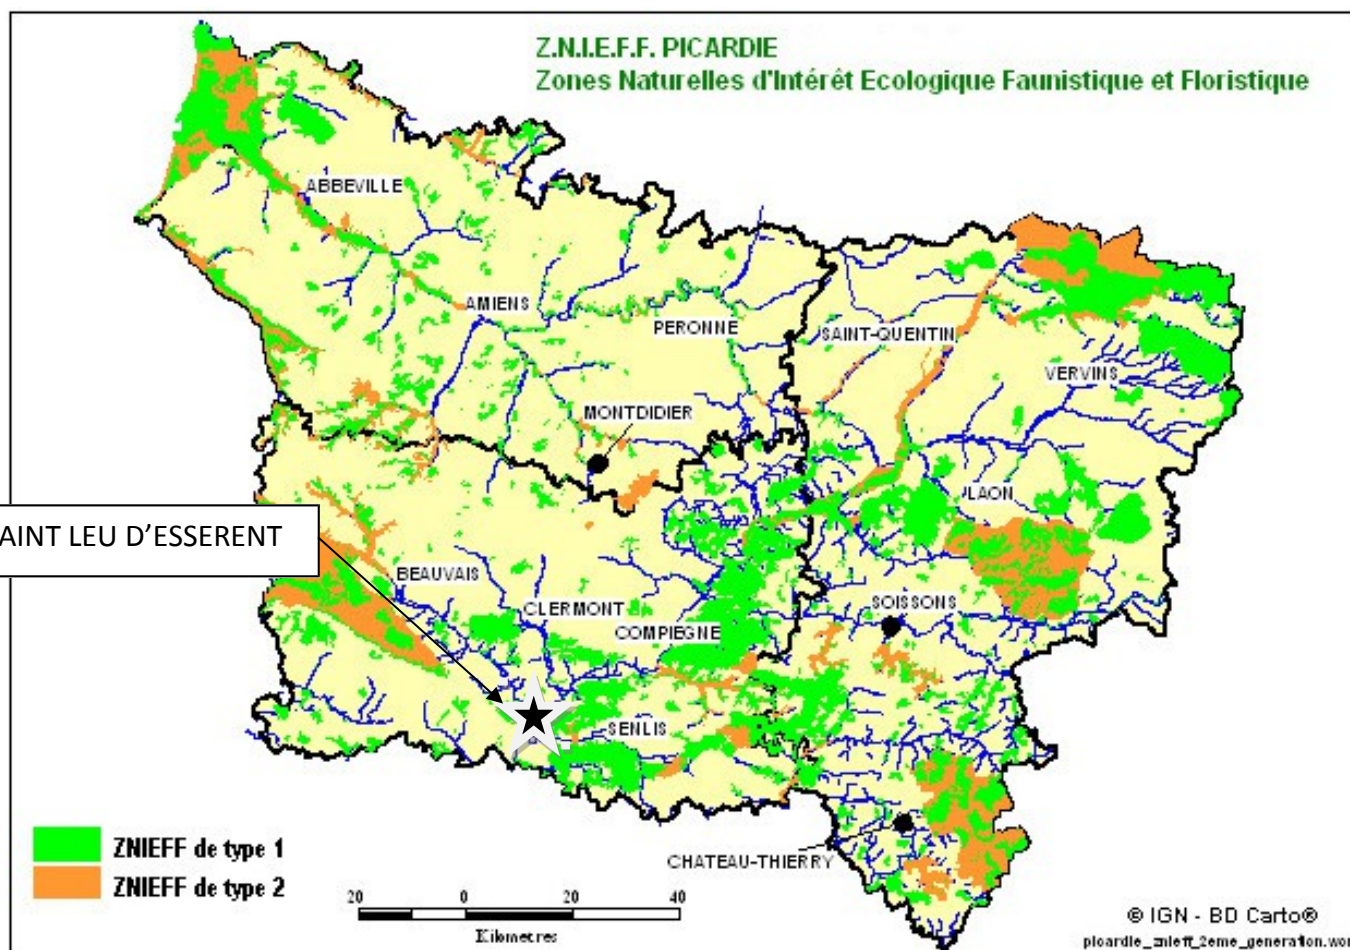 Z.N.I.E.F.F. PICARDIE
Zones Naturelles d'Intérêt Ecologique Faunistique et Floristique
ABBEVILLE
AMIENS
PERONNE
SAINT-QUENTIN
VERVINS
MONTDIDIER
LAON
AINT LEU D’ESSERENT
BEAUVAIS
CLERMONT
SOISSONS
COMPIEGNE
SENLIS
CHATEAU-THIERRY
ZNIEFF de type 1
ZNIEFF de type 2
20 0 20 40
Kilometres
© IGN - BD Carto®
picardie_znieff_2eme_generation.wor